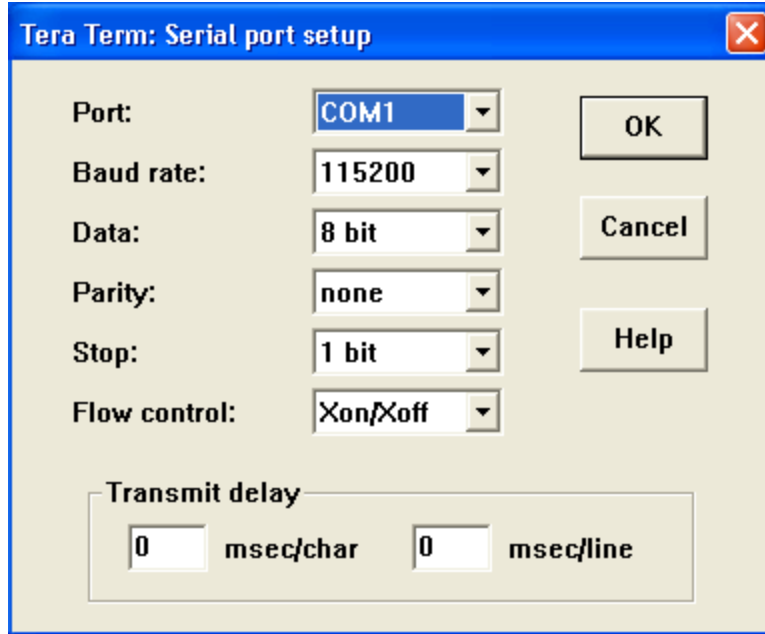 Tera Term: Serial port setup
Port: COM1 OK
Baud rate: 115200
Data: 8 bit Cancel
Parity: none
Stop: 1 bit Help
Flow control: Xon/Xoff
Transmit delay
0 msec/char 0 msec/line